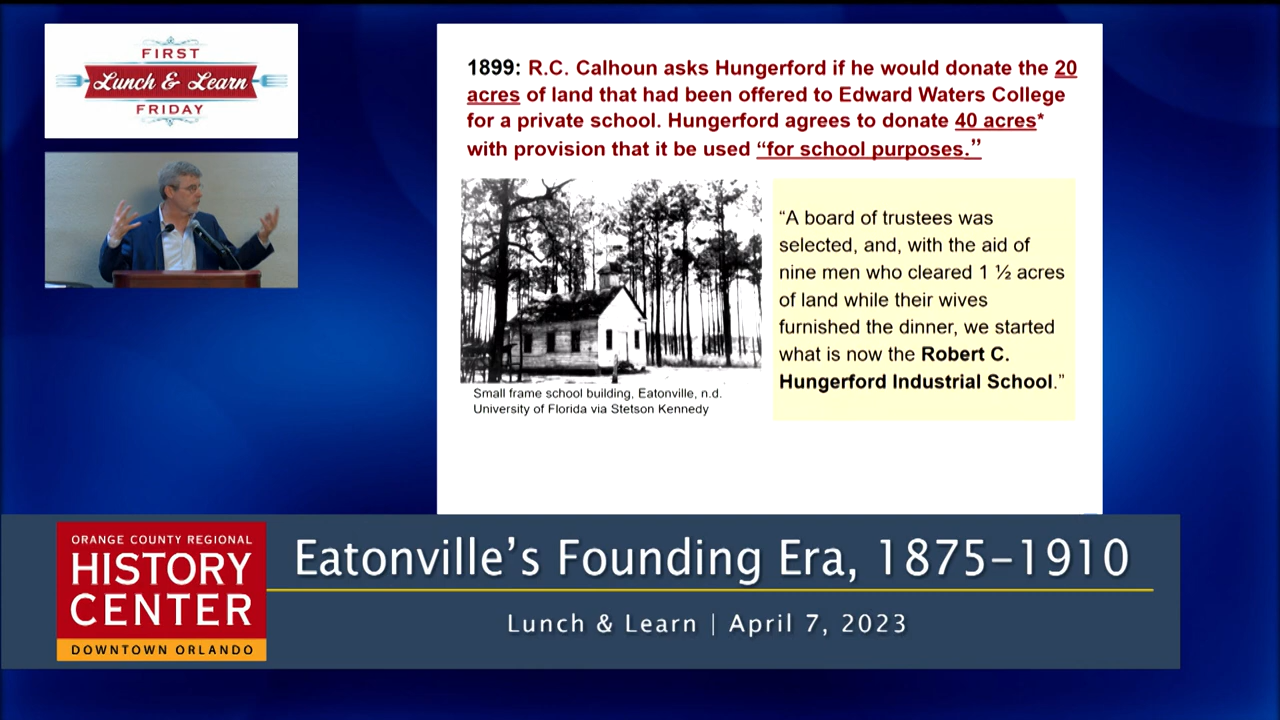 FIRST
Lunch & Learn
FRIDAY
1899: R.C. Calhoun asks Hungerford if he would donate the 20
acres of land that had been offered to Edward Waters College
for a private school. Hungerford agrees to donate 40 acres*
with provision that it be used “for school purposes.”
“A board of trustees was
selected, and, with the aid of
nine men who cleared 1 ½ acres
of land while their wives
furnished the dinner, we started
what is now the Robert C.
Hungerford Industrial School.”
Small frame school building, Eatonville, n.d.
University of Florida via Stetson Kennedy
ORANGE COUNTY REGIONAL
HISTORY
CENTER
DOWNTOWN ORLANDO
Eatonville’s Founding Era, 1875–1910
Lunch & Learn | April 7, 2023